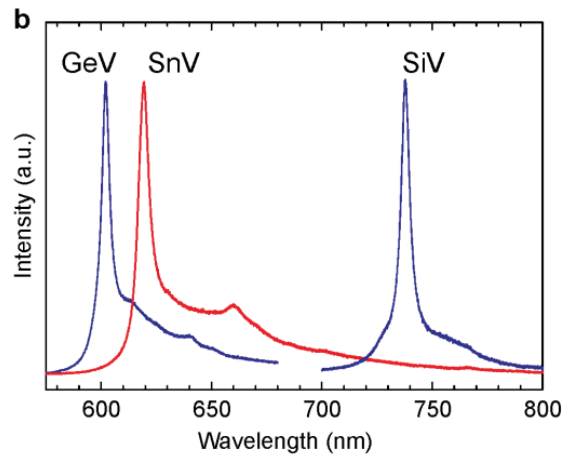 b
GeV SnV SiV
Intensity (a.u.)
600 650 700 750 800
Wavelength (nm)